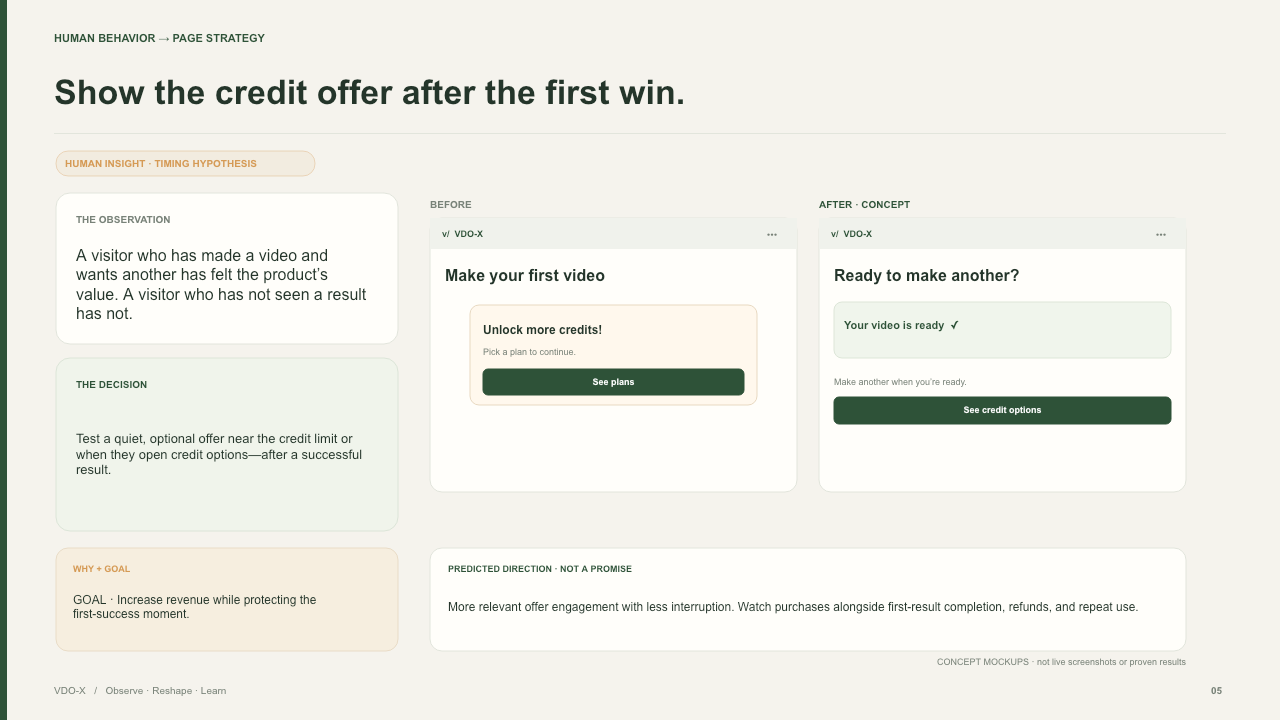 HUMAN BEHAVIOR → PAGE STRATEGY
Show the credit offer after the first win.
HUMAN INSIGHT · TIMING HYPOTHESIS
THE OBSERVATION
A visitor who has made a video and
wants another has felt the product’s
value. A visitor who has not seen a result
has not.
THE DECISION
Test a quiet, optional offer near the credit limit or
when they open credit options—after a successful
result.
WHY + GOAL
GOAL · Increase revenue while protecting the
first-success moment.
BEFORE
v/ VDO-X
•••
Make your first video
Unlock more credits!
Pick a plan to continue.
See plans
AFTER · CONCEPT
v/ VDO-X
•••
Ready to make another?
Your video is ready ✓
Make another when you’re ready.
See credit options
PREDICTED DIRECTION · NOT A PROMISE
More relevant offer engagement with less interruption. Watch purchases alongside first-result completion, refunds, and repeat use.
CONCEPT MOCKUPS · not live screenshots or proven results
VDO-X / Observe · Reshape · Learn
05